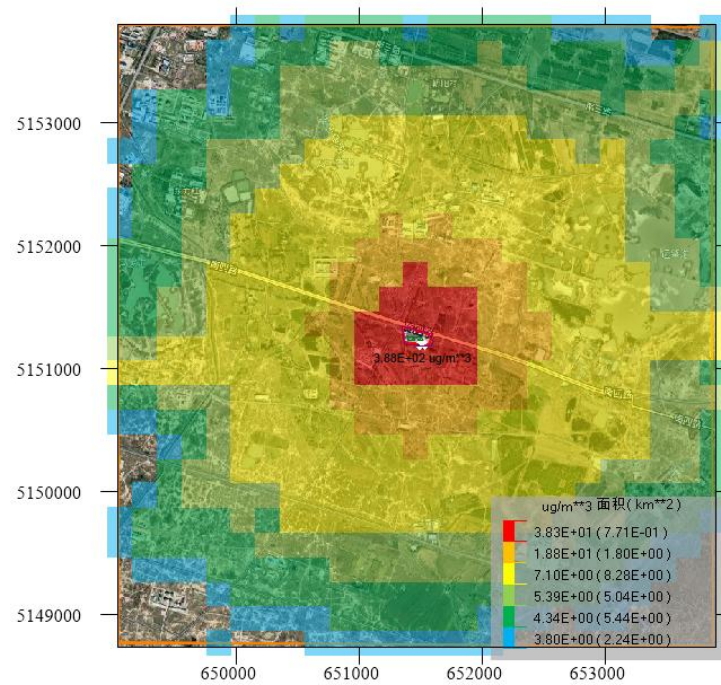 5153000
5152000
5151000
5150000
5149000
3.88E+02 ug/m**3
ug/m**3 面积( km**2)
3.83E+01 (7.71E-01)
1.88E+01 (1.80E+00)
7.10E+00 (8.28E+00)
5.39E+00 (5.04E+00)
4.34E+00 (5.44E+00)
3.80E+00 (2.24E+00)
650000 651000 652000 653000